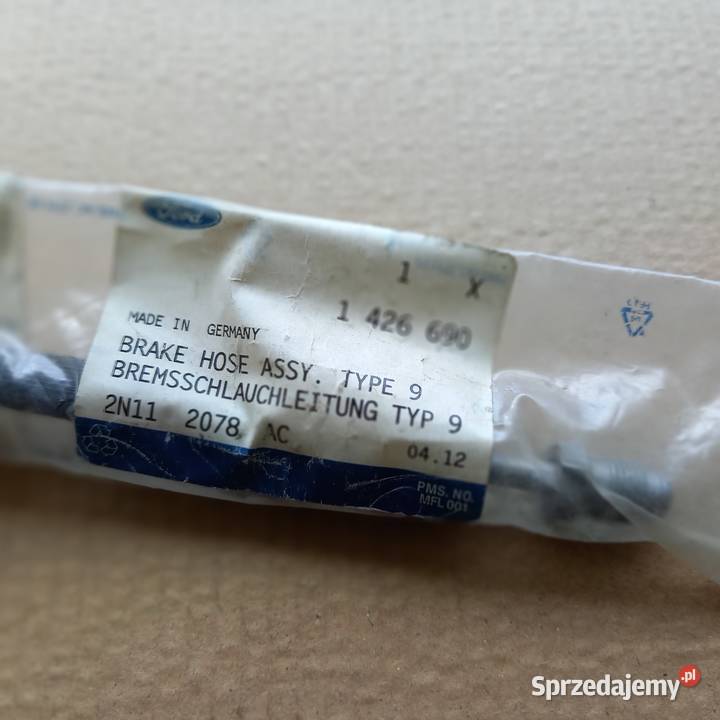 Ford
1 X
1 426 690
MADE IN GERMANY
BRAKE HOSE ASSY. TYPE 9
BREMSSCHLAUCHLEITUNG TYP 9
2N11 2078 AC
04.12
PMS. NO.
MFL 001
Sprzedajemy.pl